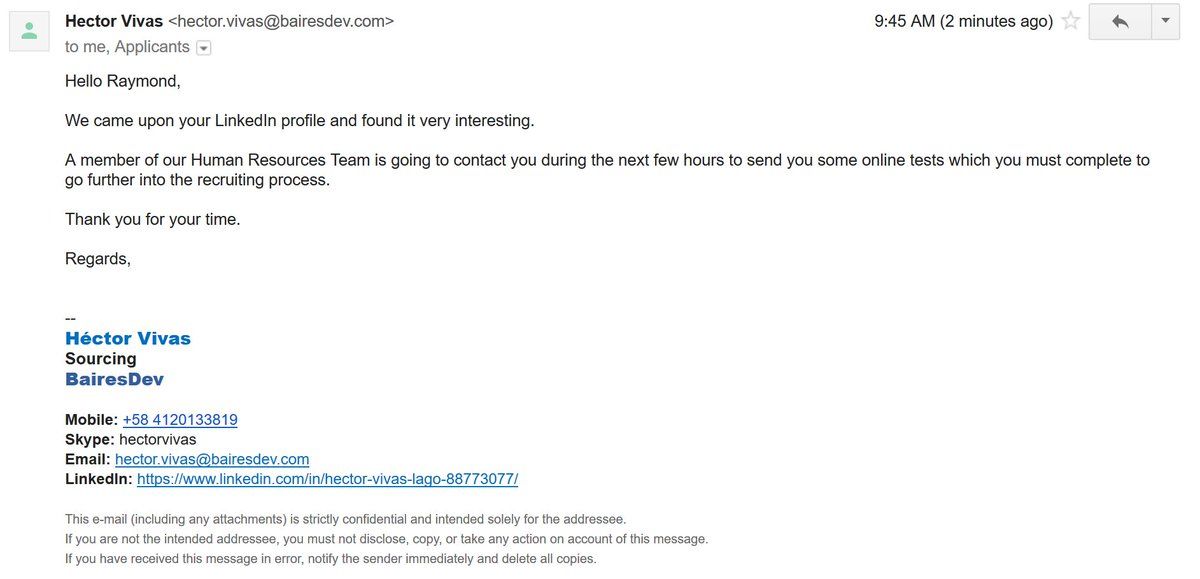 Hector Vivas <hector.vivas@bairesdev.com>
9:45 AM (2 minutes ago)
to me, Applicants
Hello Raymond,
We came upon your LinkedIn profile and found it very interesting.
A member of our Human Resources Team is going to contact you during the next few hours to send you some online tests which you must complete to
go further into the recruiting process.
Thank you for your time.
Regards,
--
Héctor Vivas
Sourcing
BairesDev
Mobile: +58 4120133819
Skype: hectorvivas
Email: hector.vivas@bairesdev.com
LinkedIn: https://www.linkedin.com/in/hector-vivas-lago-88773077/
This e-mail (including any attachments) is strictly confidential and intended solely for the addressee.
If you are not the intended addressee, you must not disclose, copy, or take any action on account of this message.
If you have received this message in error, notify the sender immediately and delete all copies.